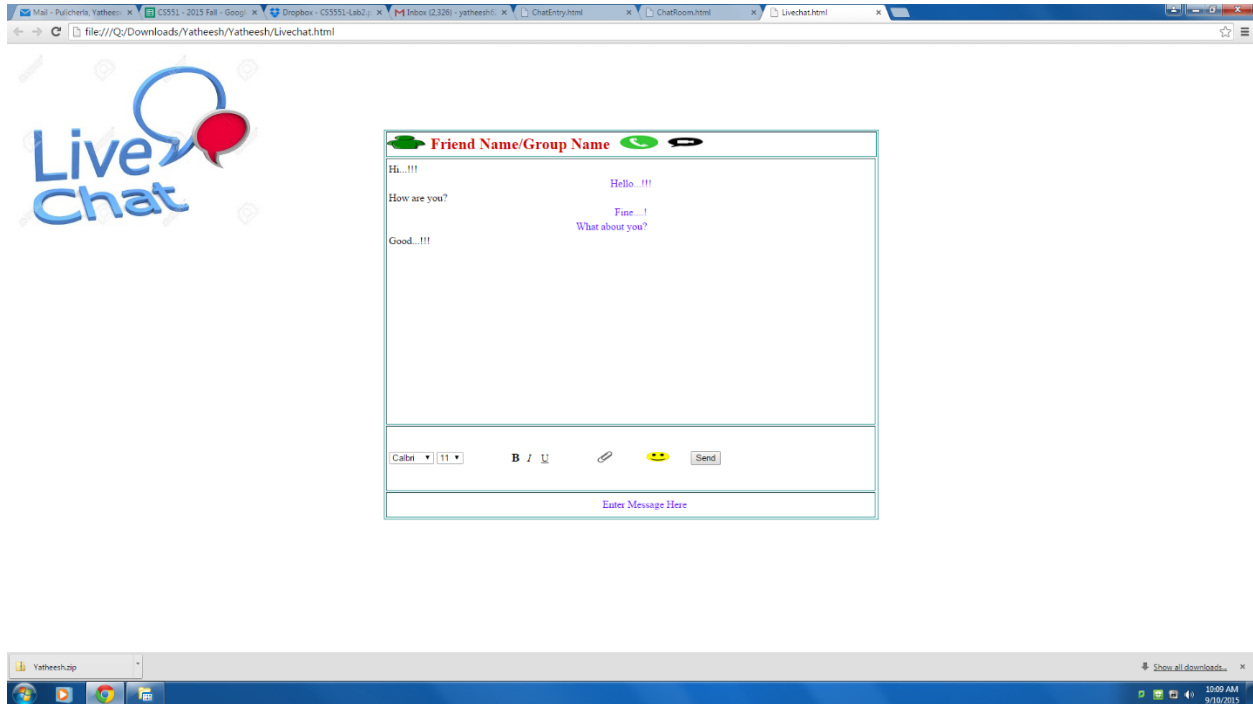 Mail - Pulicherla, Yatheesh
CS551 - 2015 Fall - Googl
Dropbox - CS5551-Lab2.p
M Inbox (2,326) - yatheesh6
ChatEntry.html
ChatRoom.html
Livechat.html
file:///Q:/Downloads/Yatheesh/Yatheesh/Livechat.html
Live
Chat
Friend Name/Group Name
Hi...!!!
Hello...!!!
How are you?
Fine....!
What about you?
Good...!!!
Calbri 11 B I U Send
Enter Message Here
Yatheesh.zip
Show all downloads...
10:09 AM
9/10/2015